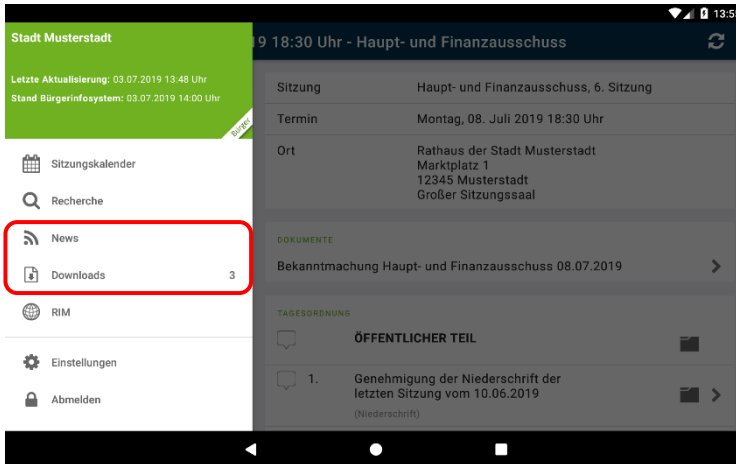 13:5
Stadt Musterstadt
Letzte Aktualisierung: 03.07.2019 13:48 Uhr
Stand Bürgerinfosystem: 03.07.2019 14:00 Uhr
Bürger
Sitzungskalender
Recherche
News
Downloads 3
RIM
Einstellungen
Abmelden
9 18:30 Uhr - Haupt- und Finanzausschuss
Sitzung Haupt- und Finanzausschuss, 6. Sitzung
Termin Montag, 08. Juli 2019 18:30 Uhr
Ort Rathaus der Stadt Musterstadt
Marktplatz 1
12345 Musterstadt
Großer Sitzungssaal
DOKUMENTE
Bekanntmachung Haupt- und Finanzausschuss 08.07.2019
TAGESORDNUNG
ÖFFENTLICHER TEIL
1. Genehmigung der Niederschrift der
letzten Sitzung vom 10.06.2019
(Niederschrift)